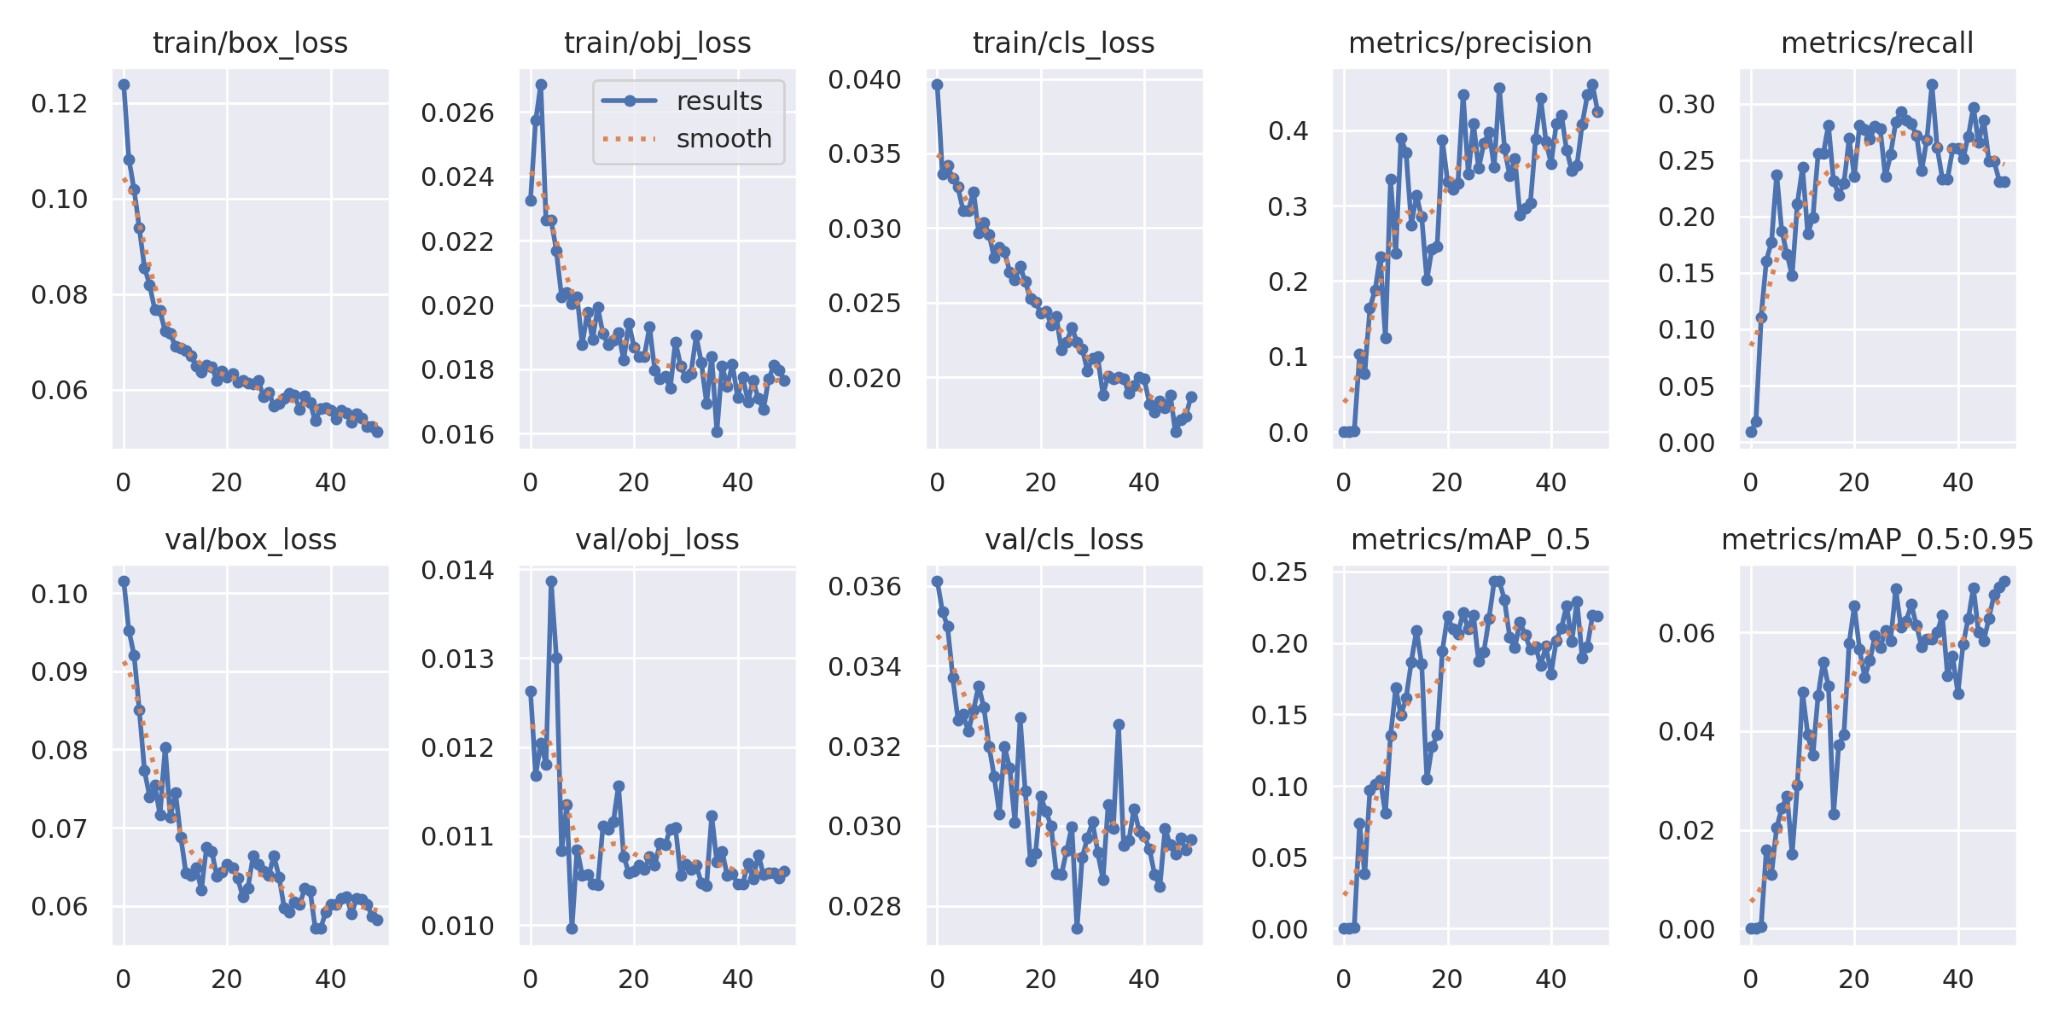 train/box_loss
0.12
0.10
0.08
0.06
0 20 40
train/obj_loss
results
smooth
0.026
0.024
0.022
0.020
0.018
0.016
0 20 40
train/cls_loss
0.040
0.035
0.030
0.025
0.020
0 20 40
metrics/precision
0.4
0.3
0.2
0.1
0.0
0 20 40
metrics/recall
0.30
0.25
0.20
0.15
0.10
0.05
0.00
0 20 40
val/box_loss
0.10
0.09
0.08
0.07
0.06
0 20 40
val/obj_loss
0.014
0.013
0.012
0.011
0.010
0 20 40
val/cls_loss
0.036
0.034
0.032
0.030
0.028
0 20 40
metrics/mAP_0.5
0.25
0.20
0.15
0.10
0.05
0.00
0 20 40
metrics/mAP_0.5:0.95
0.06
0.04
0.02
0.00
0 20 40